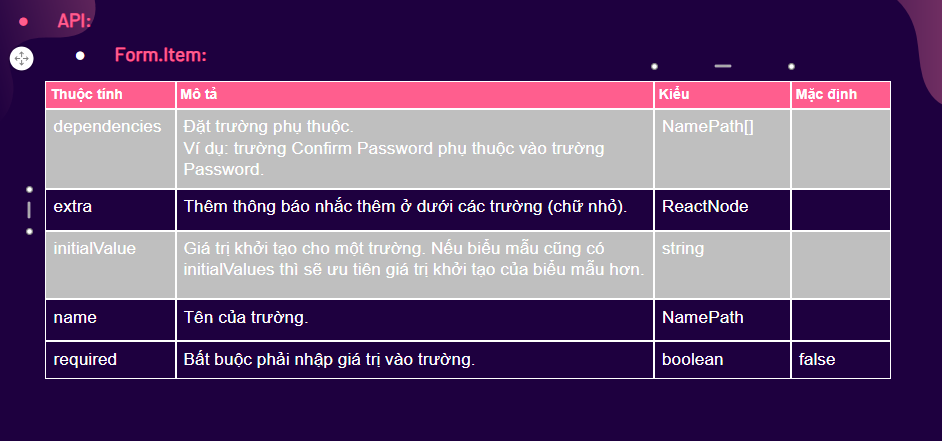 API:
Form.Item:
Thuộc tính Mô tả Kiểu Mặc định
dependencies Đặt trường phụ thuộc. NamePath[]
Ví dụ: trường Confirm Password phụ thuộc vào trường
Password.
extra Thêm thông báo nhắc thêm ở dưới các trường (chữ nhỏ). ReactNode
initialValue Giá trị khởi tạo cho một trường. Nếu biểu mẫu cũng có string
initialValues thì sẽ ưu tiên giá trị khởi tạo của biểu mẫu hơn.
name Tên của trường. NamePath
required Bắt buộc phải nhập giá trị vào trường. boolean false